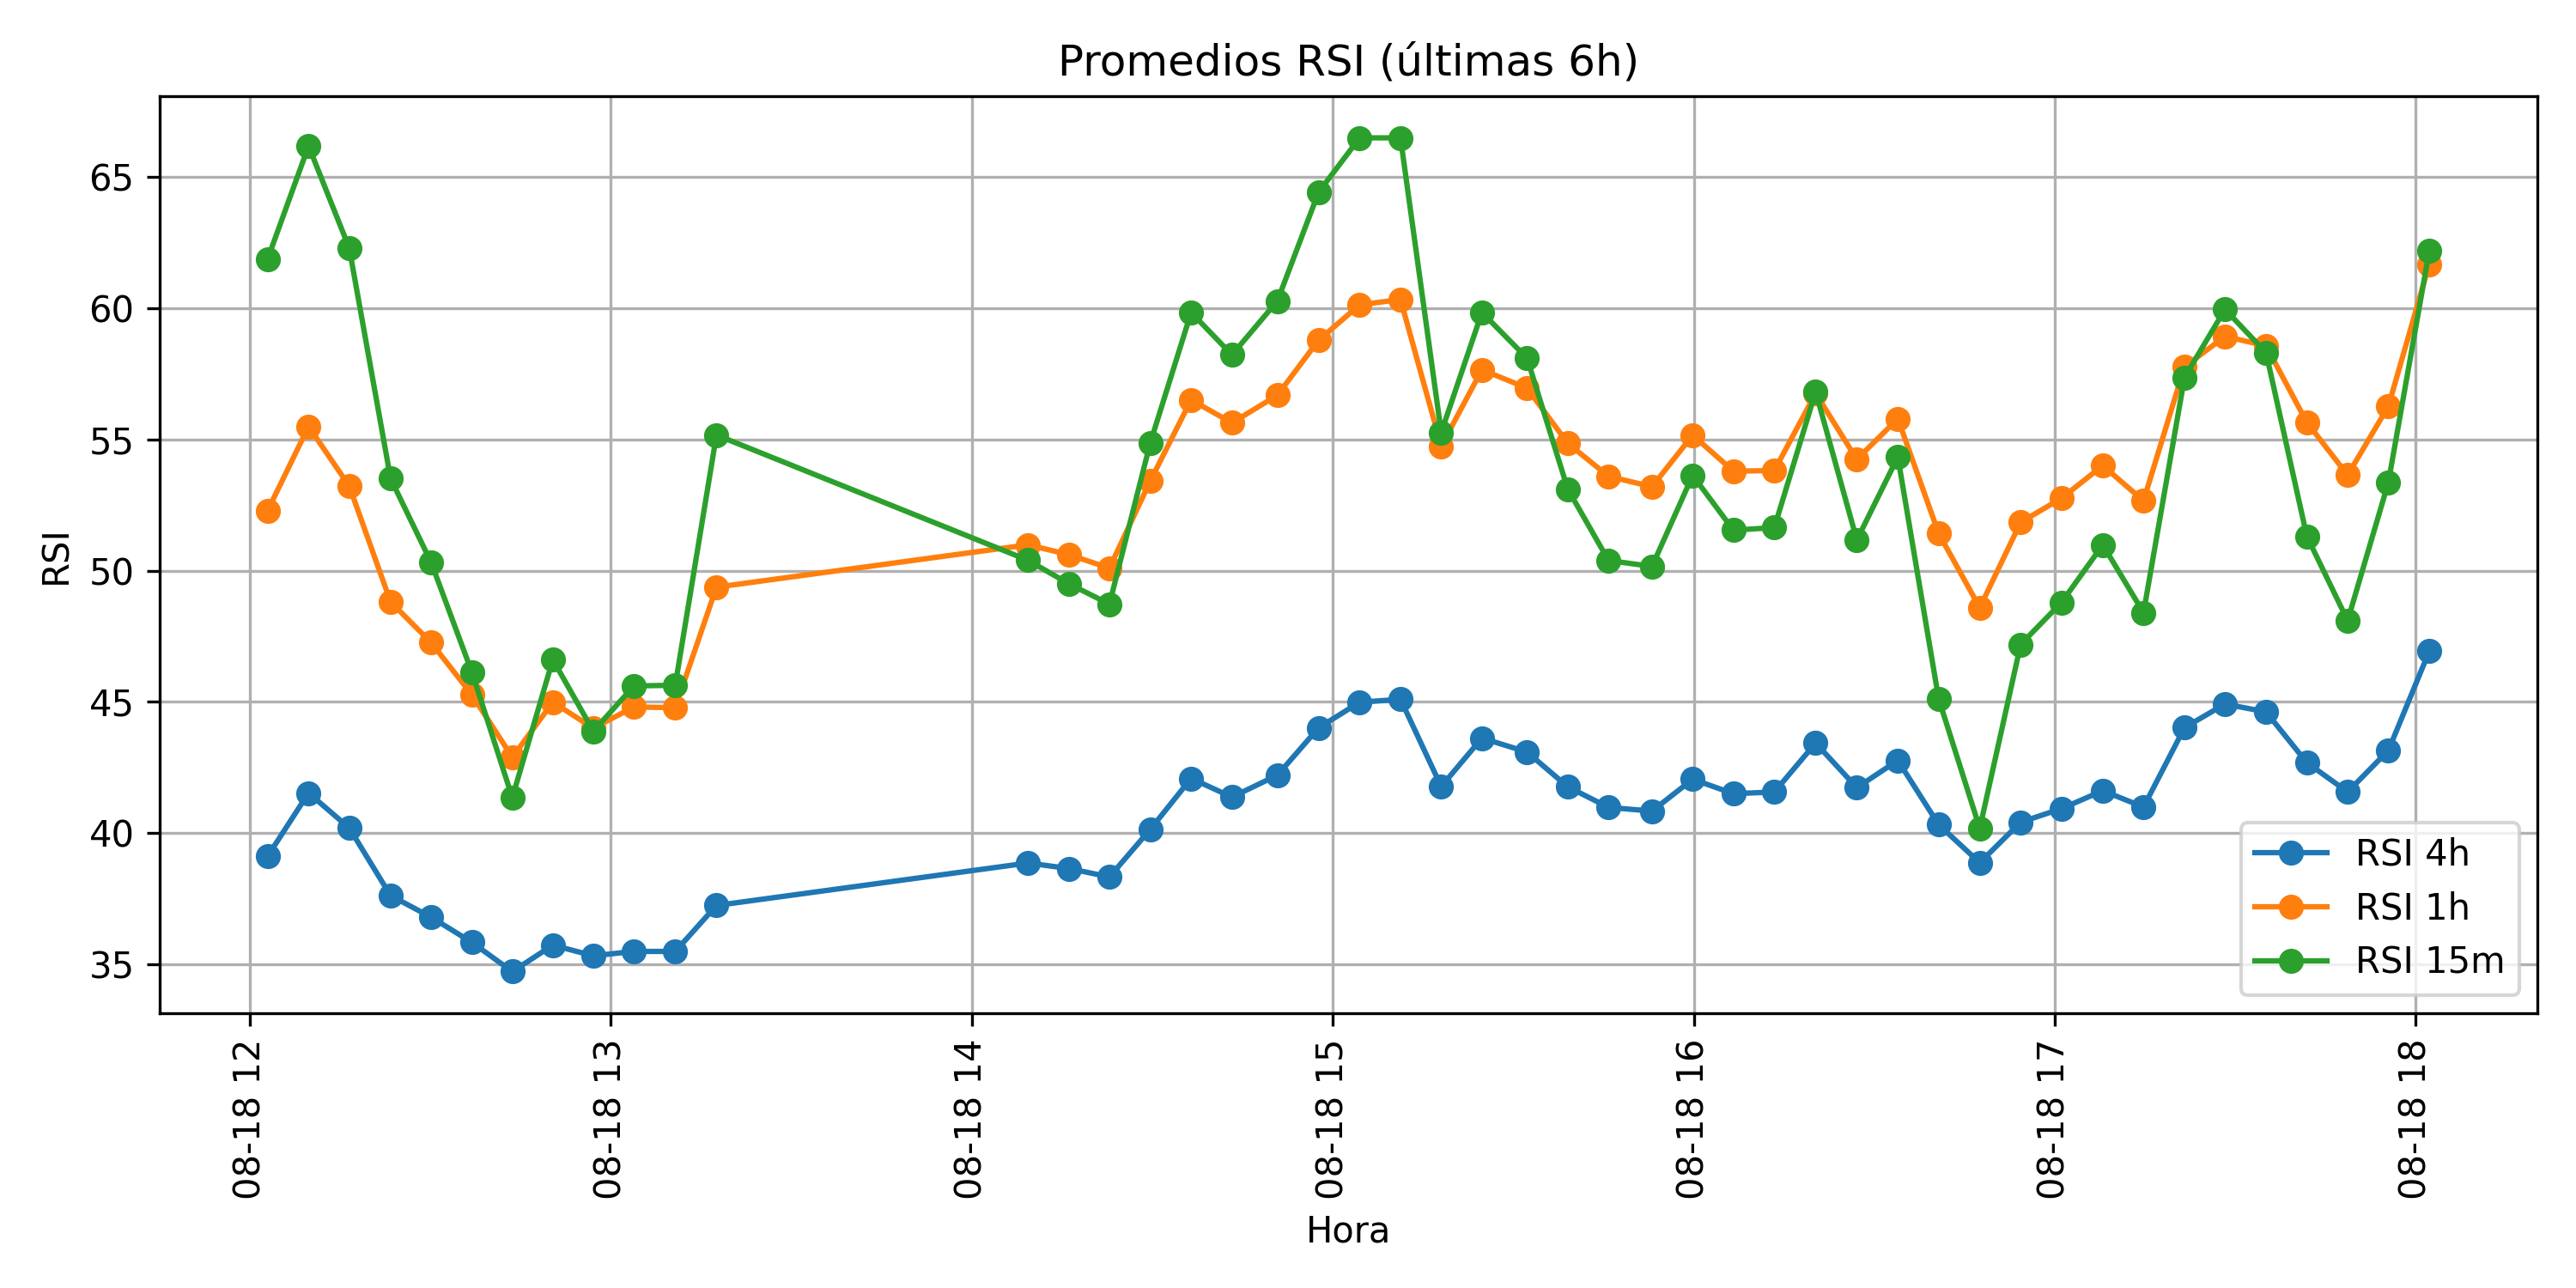 Promedios RSI (últimas 6h)
RSI
65
60
55
50
45
40
35
RSI 4h
RSI 1h
RSI 15m
08-18 12
08-18 13
08-18 14
08-18 15
08-18 16
08-18 17
08-18 18
Hora